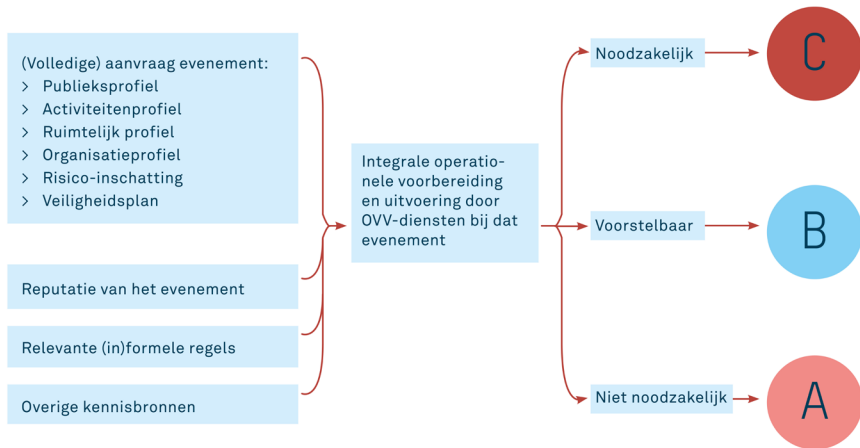 (Volledige) aanvraag evenement:
> Publieksprofiel
> Activiteitenprofiel
> Ruimtelijk profiel
> Organisatieprofiel
> Risico-inschatting
> Veiligheidsplan
Reputatie van het evenement
Relevante (in)formele regels
Overige kennisbronnen
Integrale operatio-
nele voorbereiding
en uitvoering door
OVV-diensten bij dat
evenement
Noodzakelijk
C
Voorstelbaar
B
Niet noodzakelijk
A